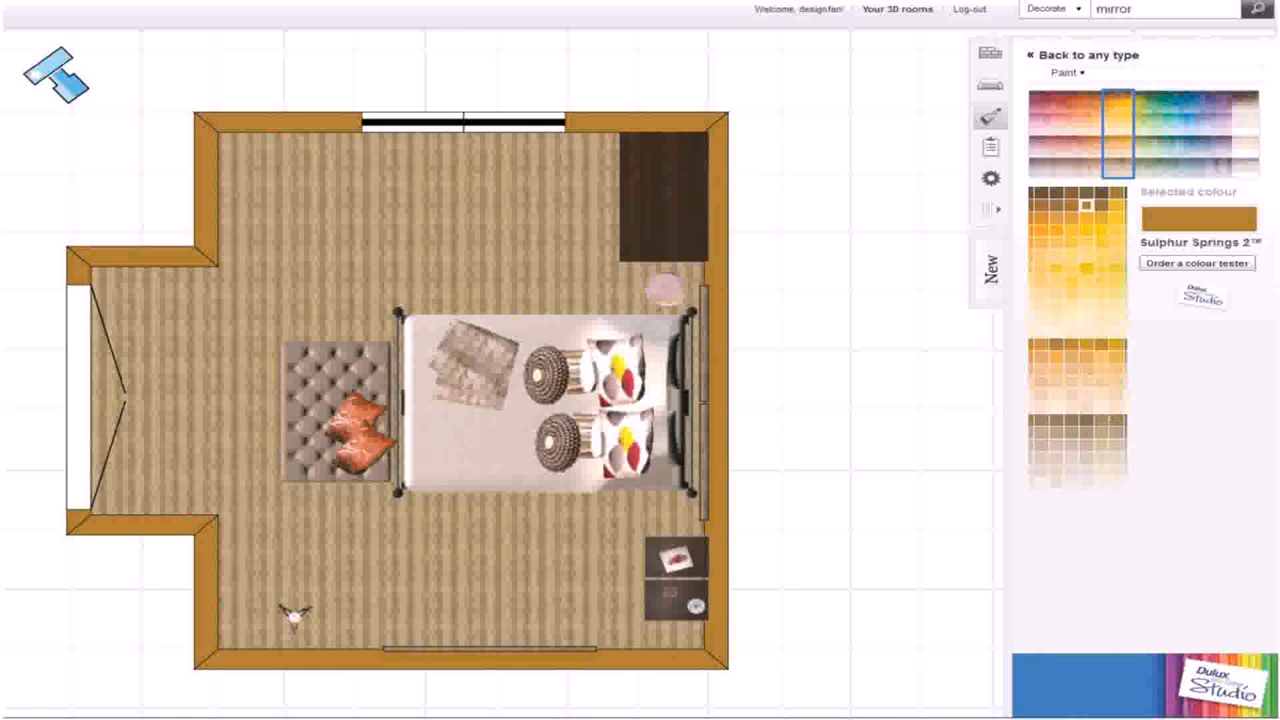 Welcome, designfan!
Your 3D rooms
Log-out
Decorate
mirror
« Back to any type
Paint
Selected colour
Sulphur Springs 2™
Order a colour tester
Dulux
Studio
New
Dulux
Studio